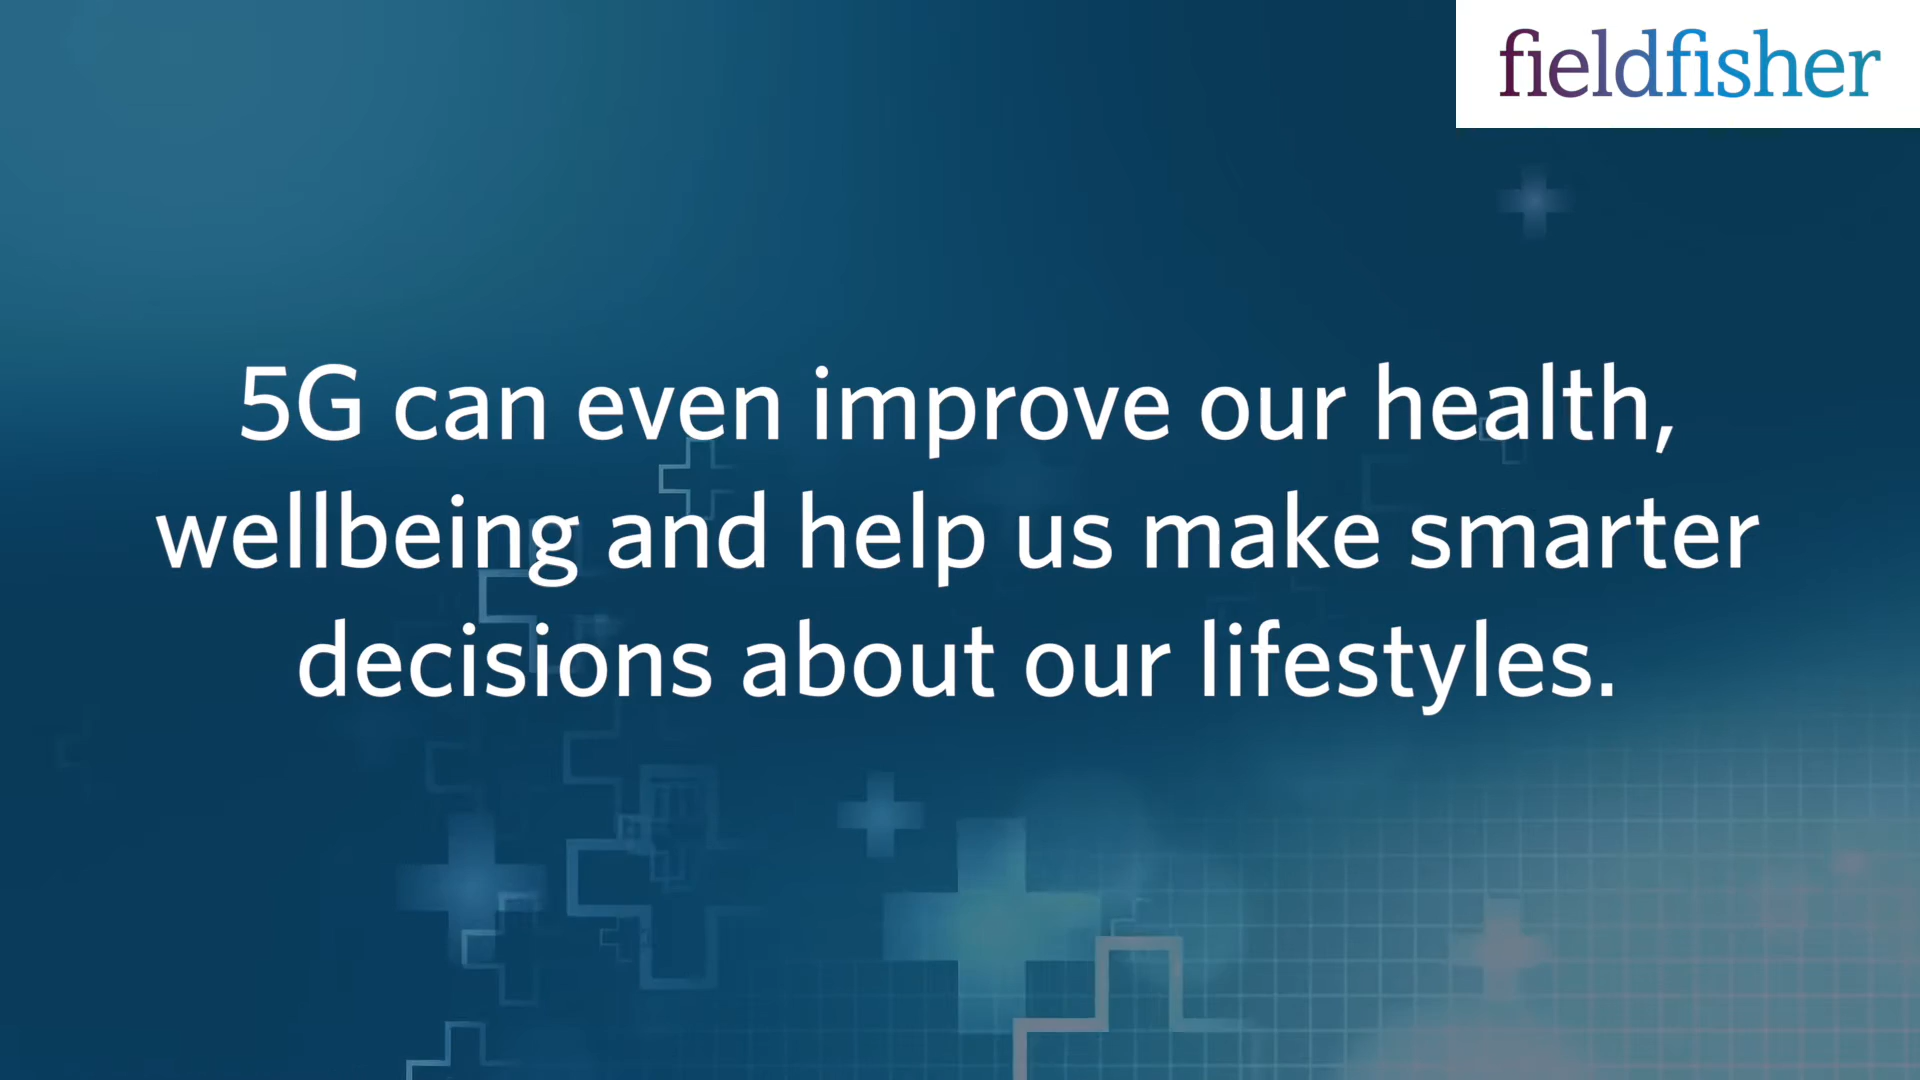 fieldfisher
5G can even improve our health,
wellbeing and help us make smarter
decisions about our lifestyles.